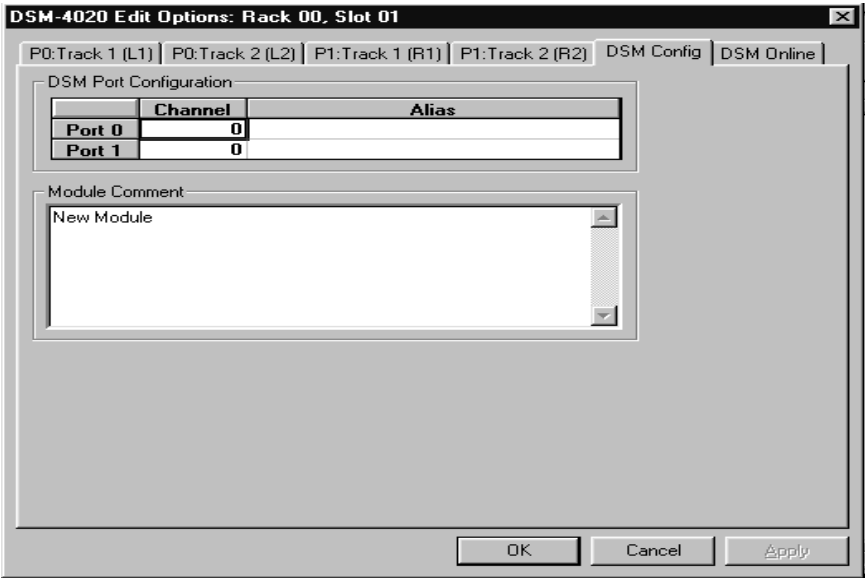 DSM-4020 Edit Options: Rack 00, Slot 01
P0:Track 1 (L1) P0:Track 2 (L2) P1:Track 1 (R1) P1:Track 2 (R2) DSM Config DSM Online
DSM Port Configuration
Channel Alias
Port 0 0
Port 1 0
Module Comment
New Module
OK Cancel Apply